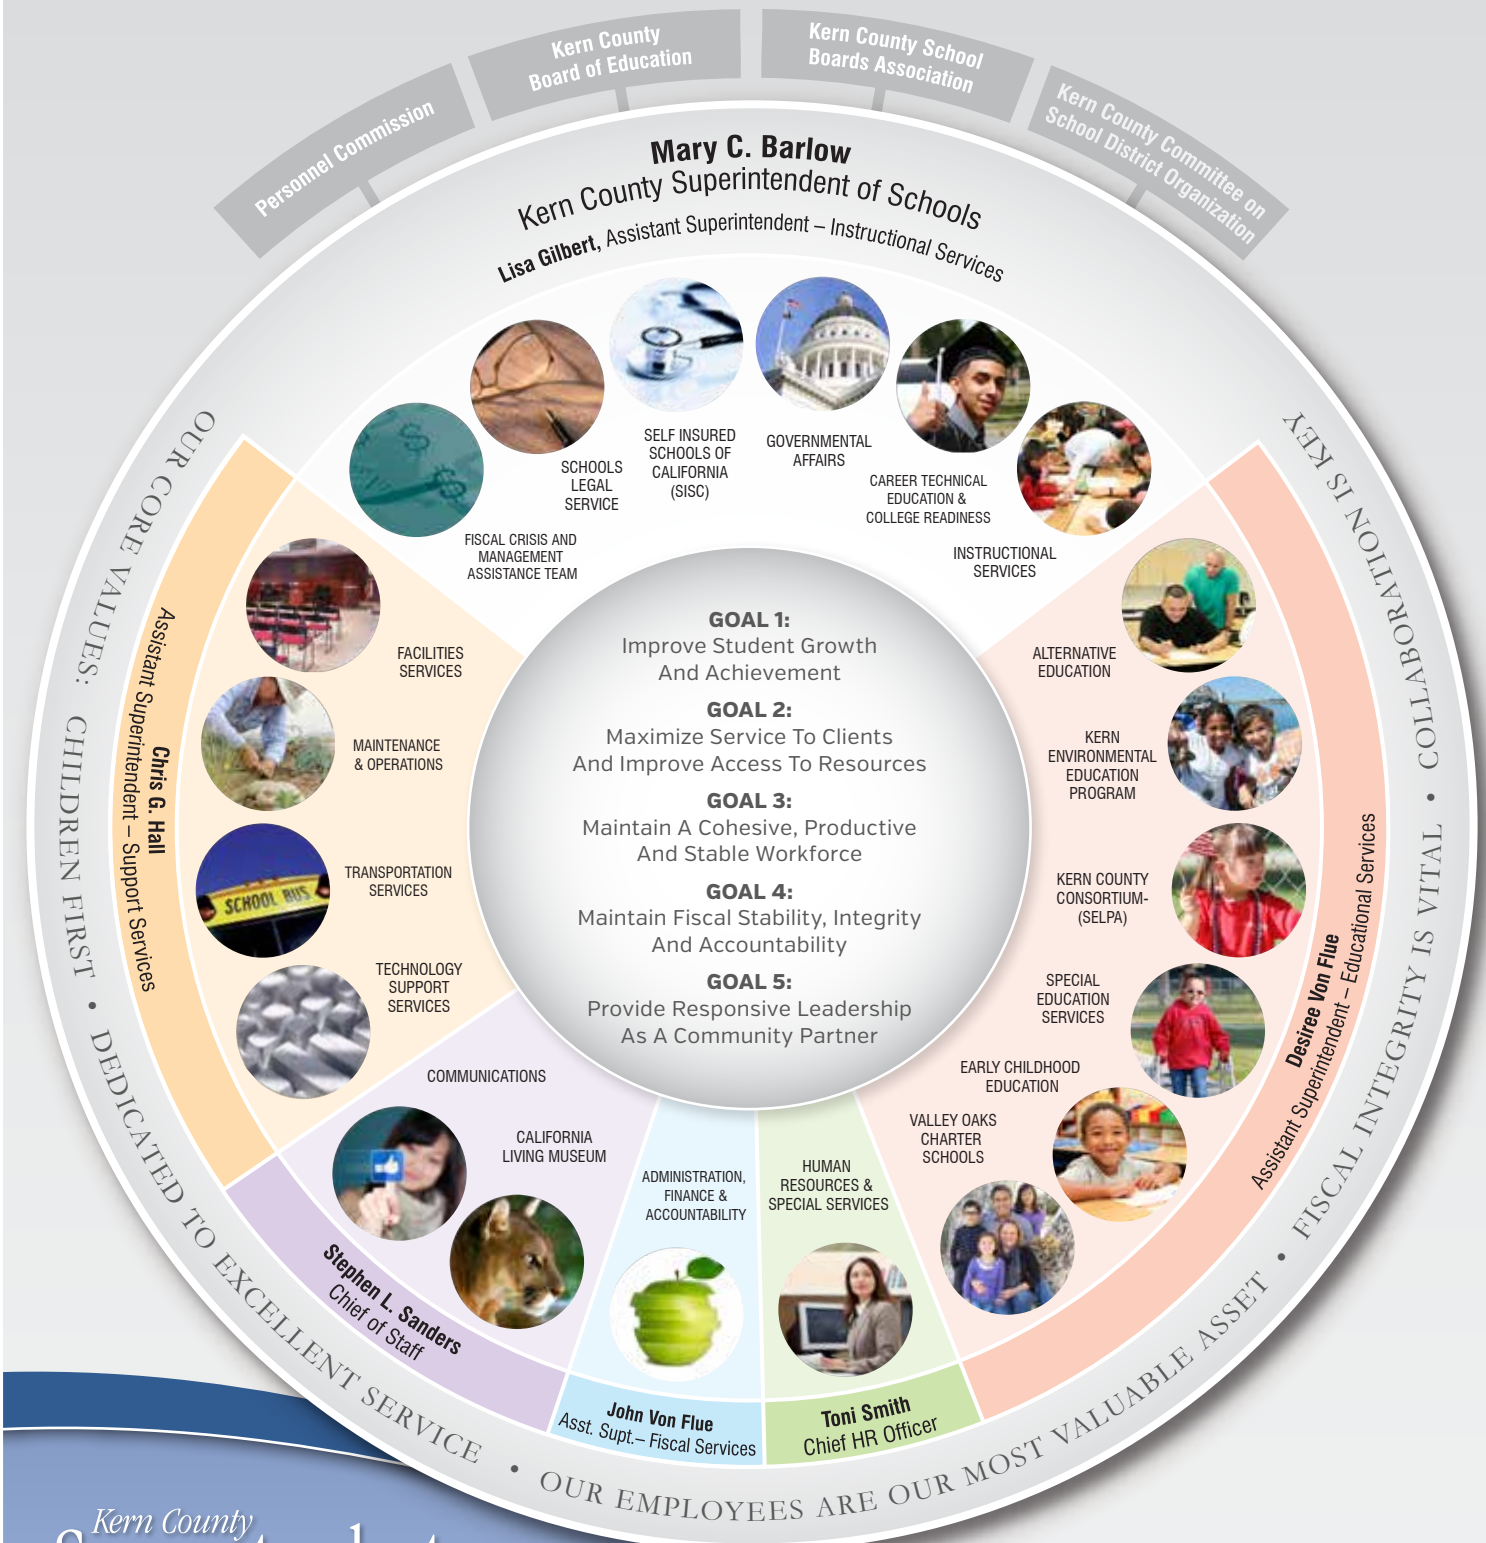 Personnel Commission
Kern County
Board of Education
Kern County School
Boards Association
Kern County Committee on
School District Organization
Mary C. Barlow
Kern County Superintendent of Schools
Lisa Gilbert, Assistant Superintendent – Instructional Services
FISCAL CRISIS AND
MANAGEMENT
ASSISTANCE TEAM
SCHOOLS
LEGAL
SERVICE
SELF INSURED
SCHOOLS OF
CALIFORNIA
(SISC)
GOVERNMENTAL
AFFAIRS
CAREER TECHNICAL
EDUCATION &
COLLEGE READINESS
INSTRUCTIONAL
SERVICES
OUR CORE VALUES: CHILDREN FIRST • DEDICATED TO EXCELLENT SERVICE • OUR EMPLOYEES ARE OUR MOST VALUABLE ASSET • FISCAL INTEGRITY IS VITAL • COLLABORATION IS KEY
Chris G. Hall
Assistant Superintendent – Support Services
FACILITIES
SERVICES
MAINTENANCE
& OPERATIONS
TRANSPORTATION
SERVICES
SCHOOL BUS
TECHNOLOGY
SUPPORT
SERVICES
GOAL 1:
Improve Student Growth
And Achievement
GOAL 2:
Maximize Service To Clients
And Improve Access To Resources
GOAL 3:
Maintain A Cohesive, Productive
And Stable Workforce
GOAL 4:
Maintain Fiscal Stability, Integrity
And Accountability
GOAL 5:
Provide Responsive Leadership
As A Community Partner
ALTERNATIVE
EDUCATION
KERN
ENVIRONMENTAL
EDUCATION
PROGRAM
KERN COUNTY
CONSORTIUM-
(SELPA)
SPECIAL
EDUCATION
SERVICES
EARLY CHILDHOOD
EDUCATION
VALLEY OAKS
CHARTER
SCHOOLS
Desiree Von Flue
Assistant Superintendent – Educational Services
COMMUNICATIONS
CALIFORNIA
LIVING MUSEUM
Stephen L. Sanders
Chief of Staff
ADMINISTRATION,
FINANCE &
ACCOUNTABILITY
John Von Flue
Asst. Supt.– Fiscal Services
HUMAN
RESOURCES &
SPECIAL SERVICES
Toni Smith
Chief HR Officer
Kern County